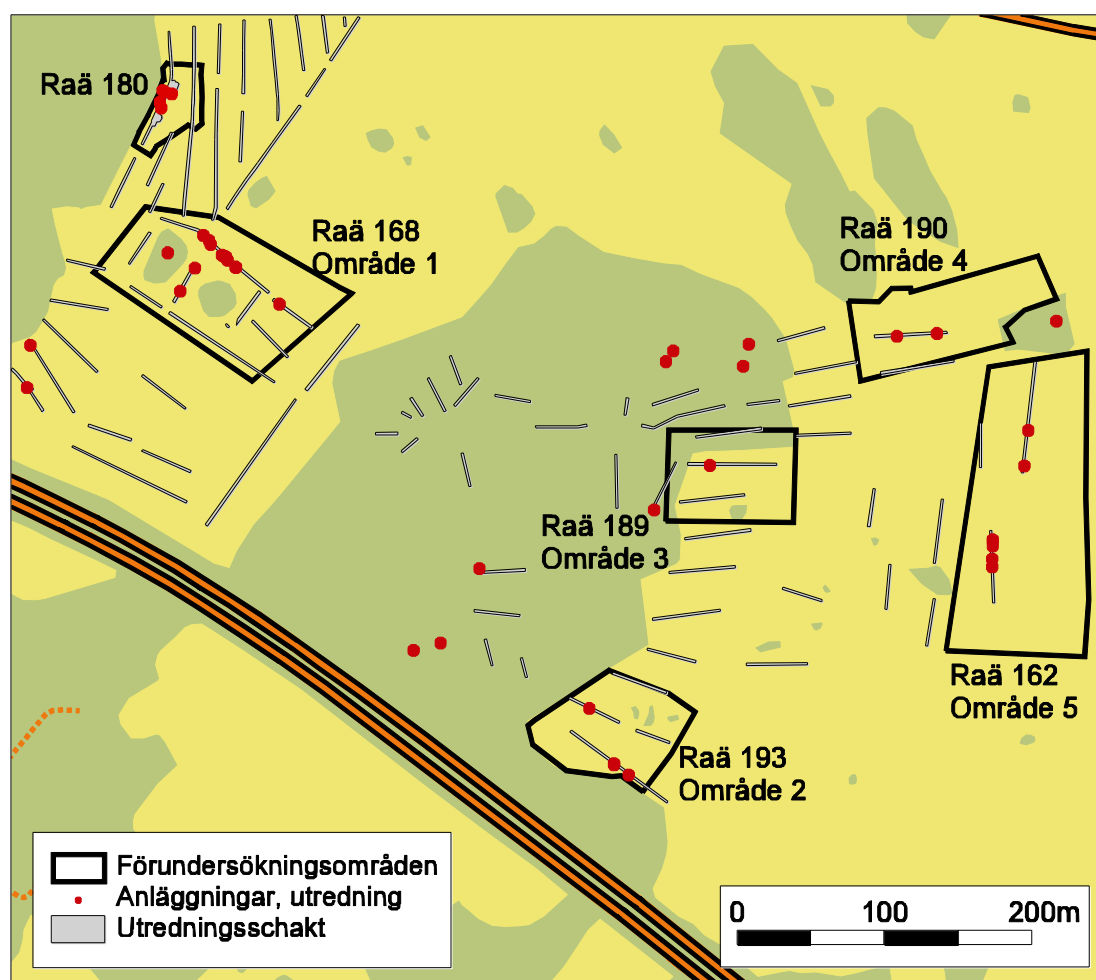 Raä 180
Raä 168
Område 1
Raä 190
Område 4
Raä 189
Område 3
Raä 162
Område 5
Raä 193
Område 2
Förundersökningsområden
Anläggningar, utredning
Utredningsschakt
0 100 200m